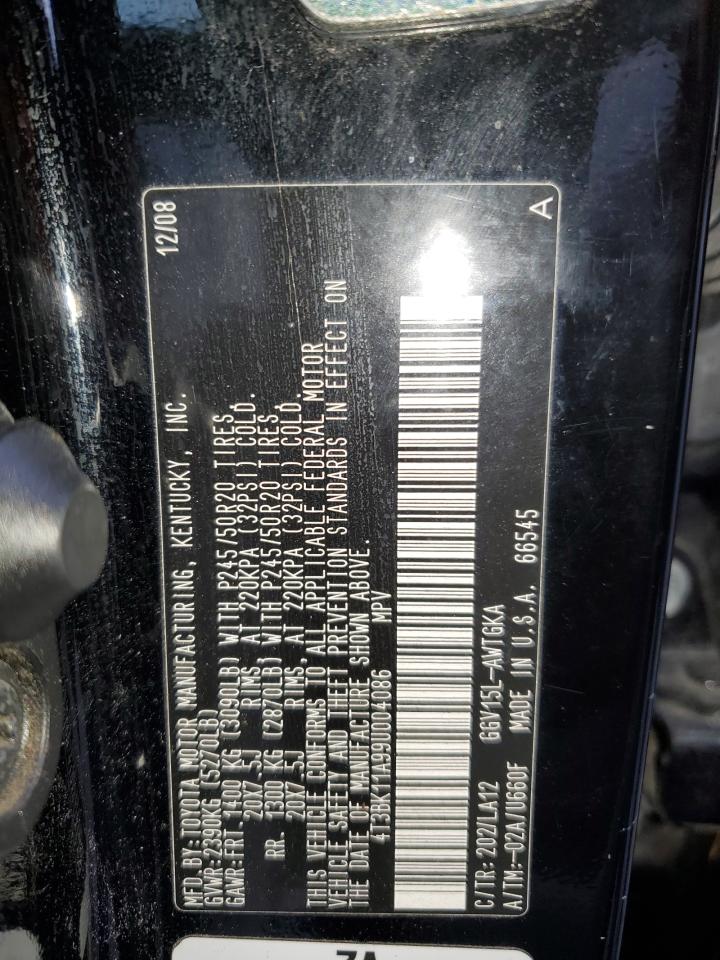 MFD.BY:TOYOTA MOTOR MANUFACTURING, KENTUCKY, INC. 12/08
GVWR:2390KG (5270LB)
GAWR:FRT 1400 KG (3090LB) WITH P245/50R20 TIRES,
20X7.5J RIMS, AT 220KPA (32PSI) COLD.
RR. 1300 KG (2870LB) WITH P245/50R20 TIRES,
20X7.5J RIMS, AT 220KPA (32PSI) COLD.
THIS VEHICLE CONFORMS TO ALL APPLICABLE FEDERAL MOTOR
VEHICLE SAFETY AND THEFT PREVENTION STANDARDS IN EFFECT ON
THE DATE OF MANUFACTURE SHOWN ABOVE.
4T3BK11A99U004086 MPV
C/TR:202/LA12 GGV15L-AWTGKA
A/TM:-02A/U660F MADE IN U.S.A. 66545 A
7A